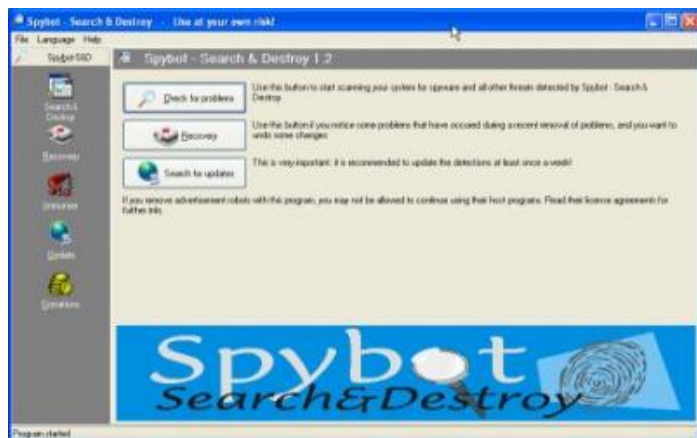 Spybot - Search & Destroy - Use at your own risk!
File Language Help
Spybot-S&D
Spybot - Search & Destroy 1.2
Search & Destroy
Recovery
Immunize
Update
Donations
Check for problems
Use this button to start scanning your system for spyware and all other threats detected by Spybot - Search &
Destroy.
Recovery
Use this button if you notice some problems that have occured during a recent removal of problems, and you want to
undo some changes.
Search for updates
This is very important: it is recommended to update the detections at least once a week!
If you remove advertisement robots with this program, you may not be allowed to continue using their host programs. Read their license agreements for
further info.
Spybot
Search&Destroy
Program started